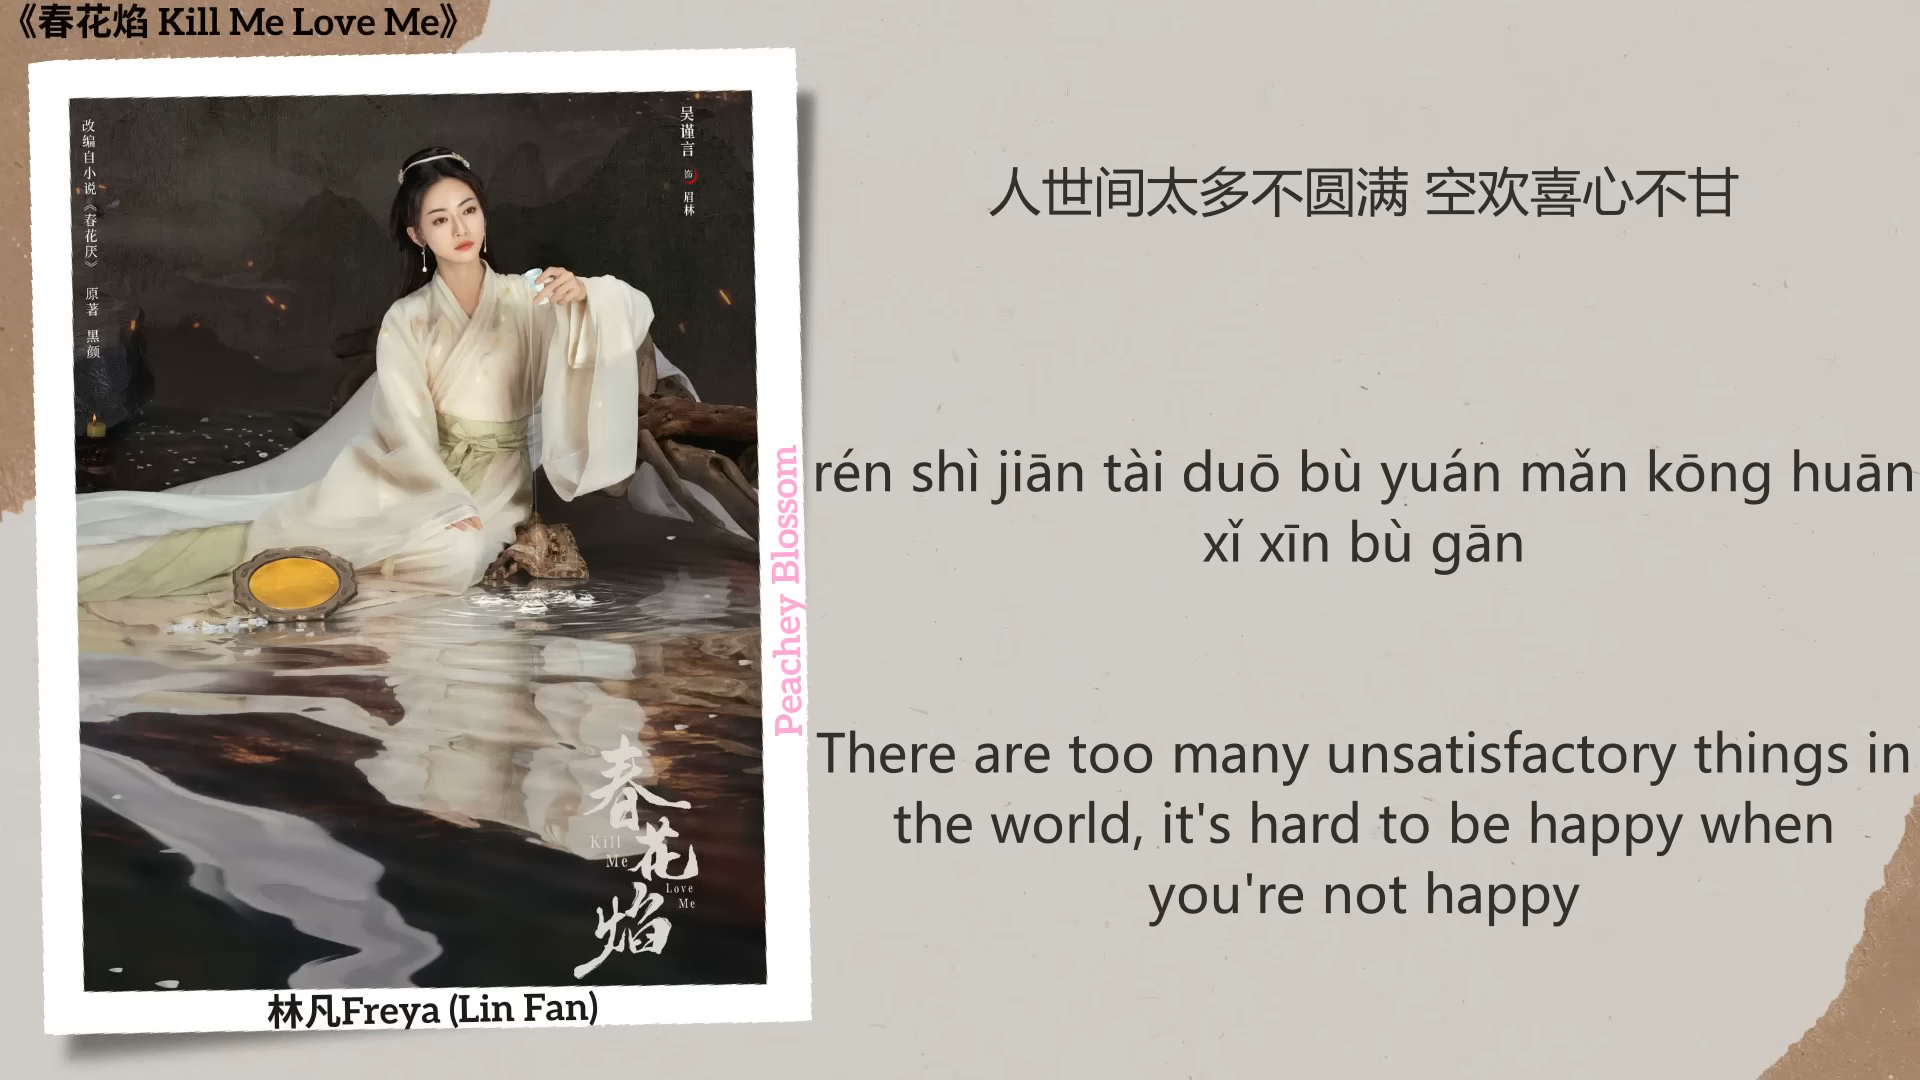 《春花焰 Kill Me Love Me》
改编自小说《春花厌》 原著 黑颜
吴谨言 饰 眉林
人世间太多不圆满 空欢喜心不甘
rén shì jiān tài duō bù yuán mǎn kōng huān
xǐ xīn bù gān
There are too many unsatisfactory things in
the world, it's hard to be happy when
you're not happy
Peachey Blossom
春花焰
Kill
Me
Love
Me
林凡Freya (Lin Fan)